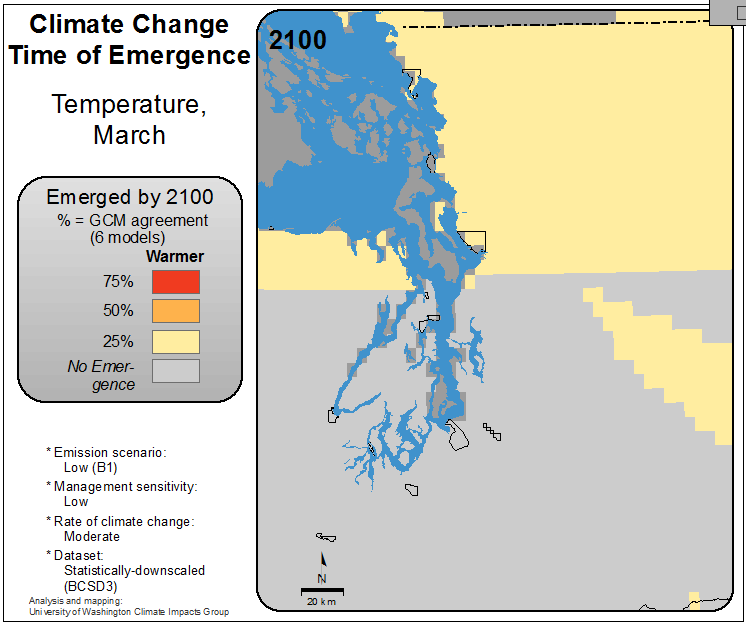 Climate Change
Time of Emergence
Temperature,
March
Emerged by 2100
% = GCM agreement
(6 models)
Warmer
75%
50%
25%
No Emer-
gence
* Emission scenario:
Low (B1)
* Management sensitivity:
Low
* Rate of climate change:
Moderate
* Dataset:
Statistically-downscaled
(BCSD3)
Analysis and mapping:
University of Washington Climate Impacts Group
2100
N
20 km